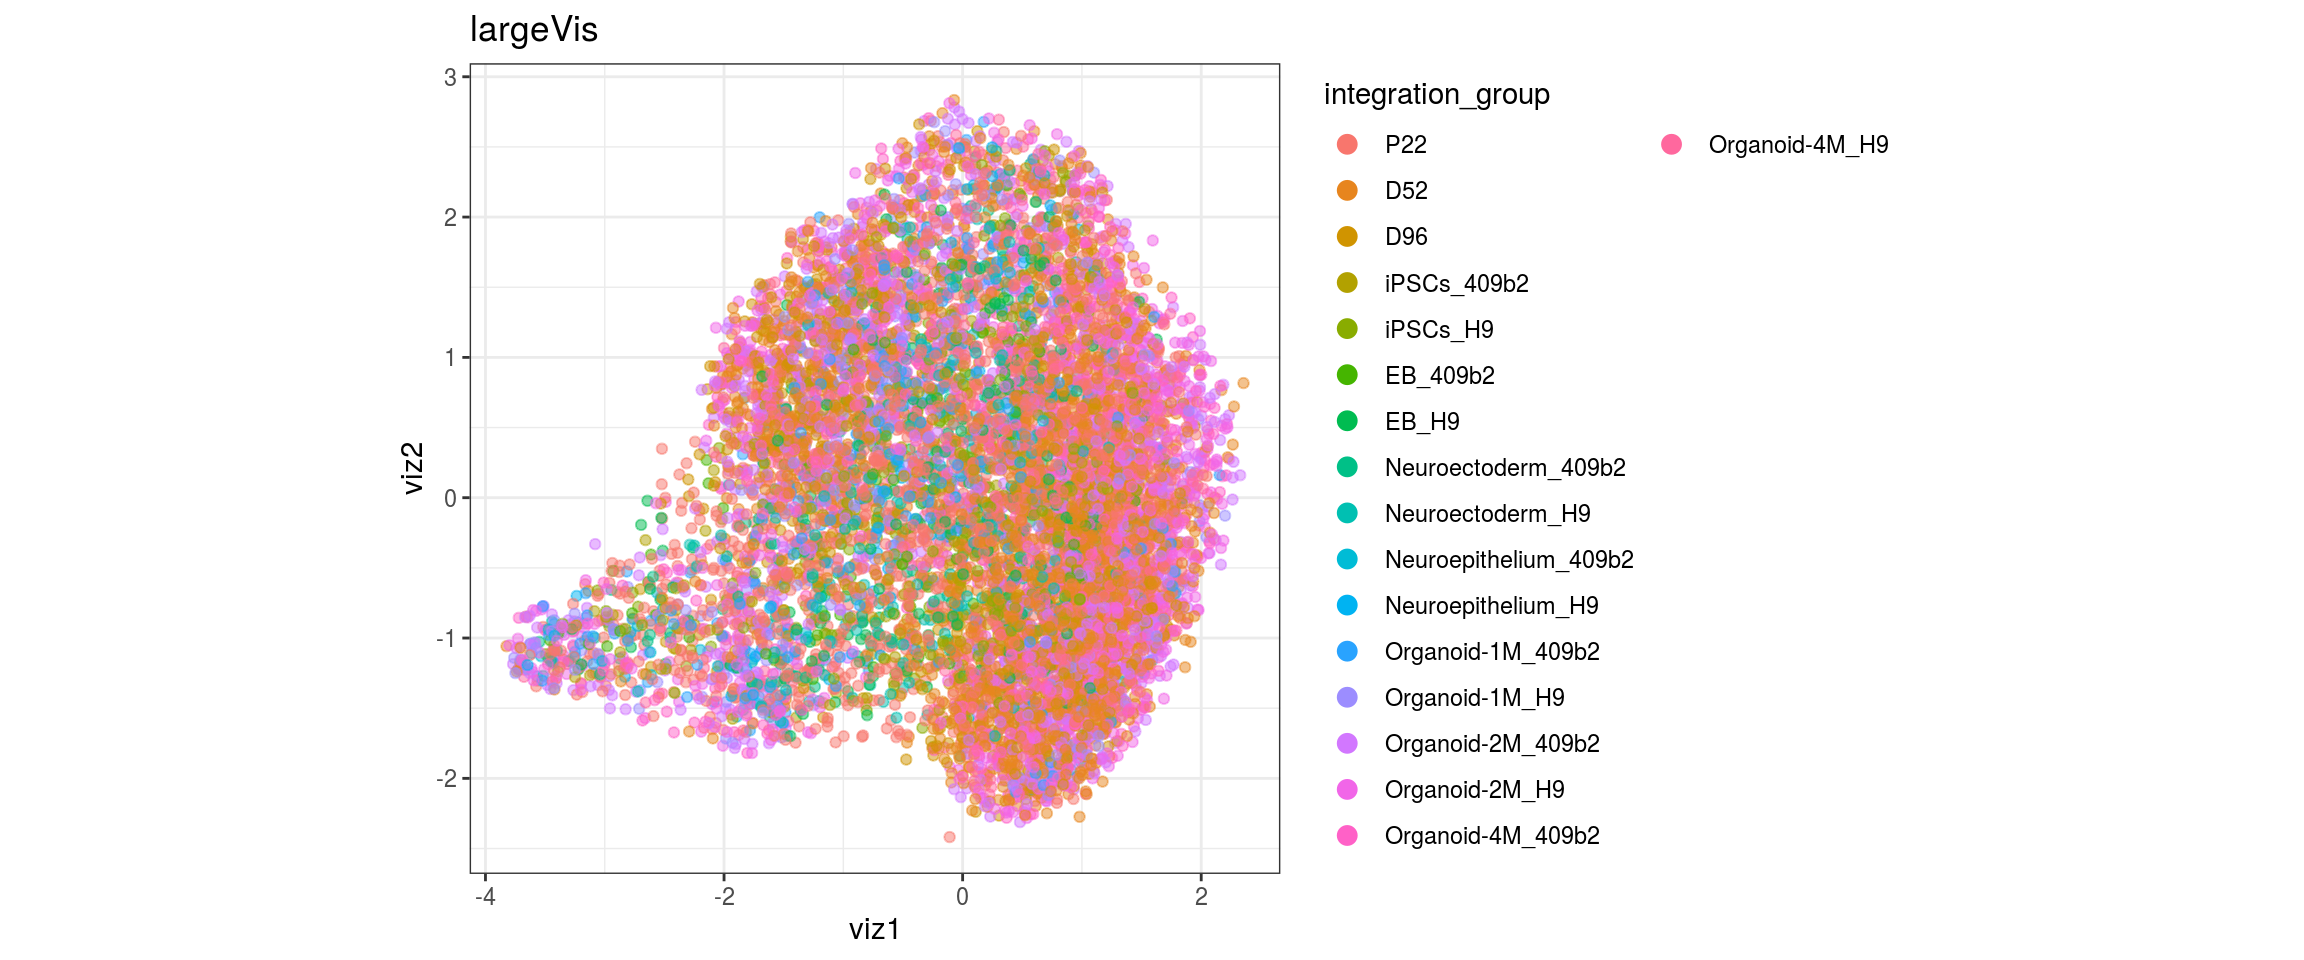 largeVis
3
2
1
0
-1
-2
viz2
-4
-2
0
2
viz1
integration_group
P22
D52
D96
iPSCs_409b2
iPSCs_H9
EB_409b2
EB_H9
Neuroectoderm_409b2
Neuroectoderm_H9
Neuroepithelium_409b2
Neuroepithelium_H9
Organoid-1M_409b2
Organoid-1M_H9
Organoid-2M_409b2
Organoid-2M_H9
Organoid-4M_409b2
Organoid-4M_H9